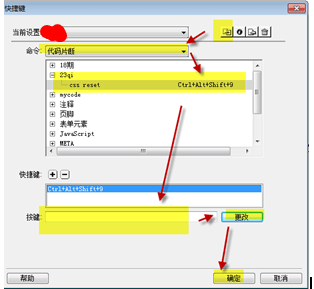 快捷键
当前设置
命令: 代码片断
16期
23qi
css reset Ctrl+Alt+Shift+9
mycode
注释
页脚
表单元素
JavaScript
META
快捷键:
Ctrl+Alt+Shift+9
按键: 更改
帮助 确定 取消